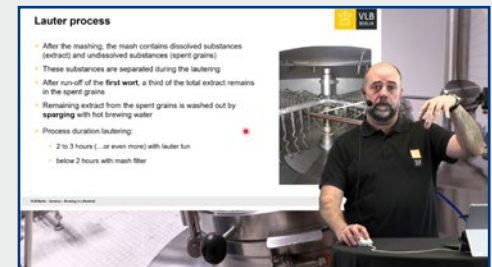 Lauter process
VLB
BERLIN
After the mashing, the mash contains dissolved substances
(extract) and undissolved substances (spent grains)
These substances are separated during the lautering:
After run-off of the first wort, a third of the total extract remains
in the spent grains
Remaining extract from the spent grains is washed out by
sparging with hot brewing water
Process duration lautering:
2 to 3 hours (…or even more) with lauter tun
below 2 hours with mash filter